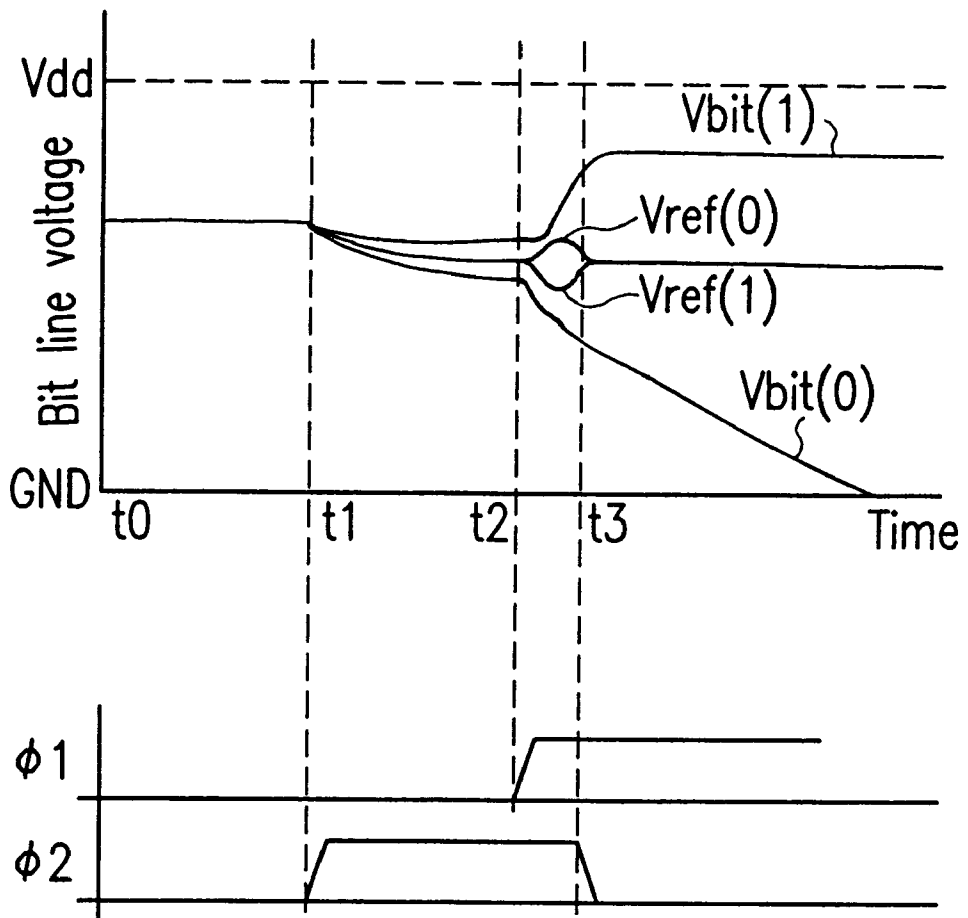 Vdd
Bit line voltage
GND
Vbit(1)
Vref(0)
Vref(1)
Vbit(0)
t0
t1
t2
t3
Time
ϕ1
ϕ2